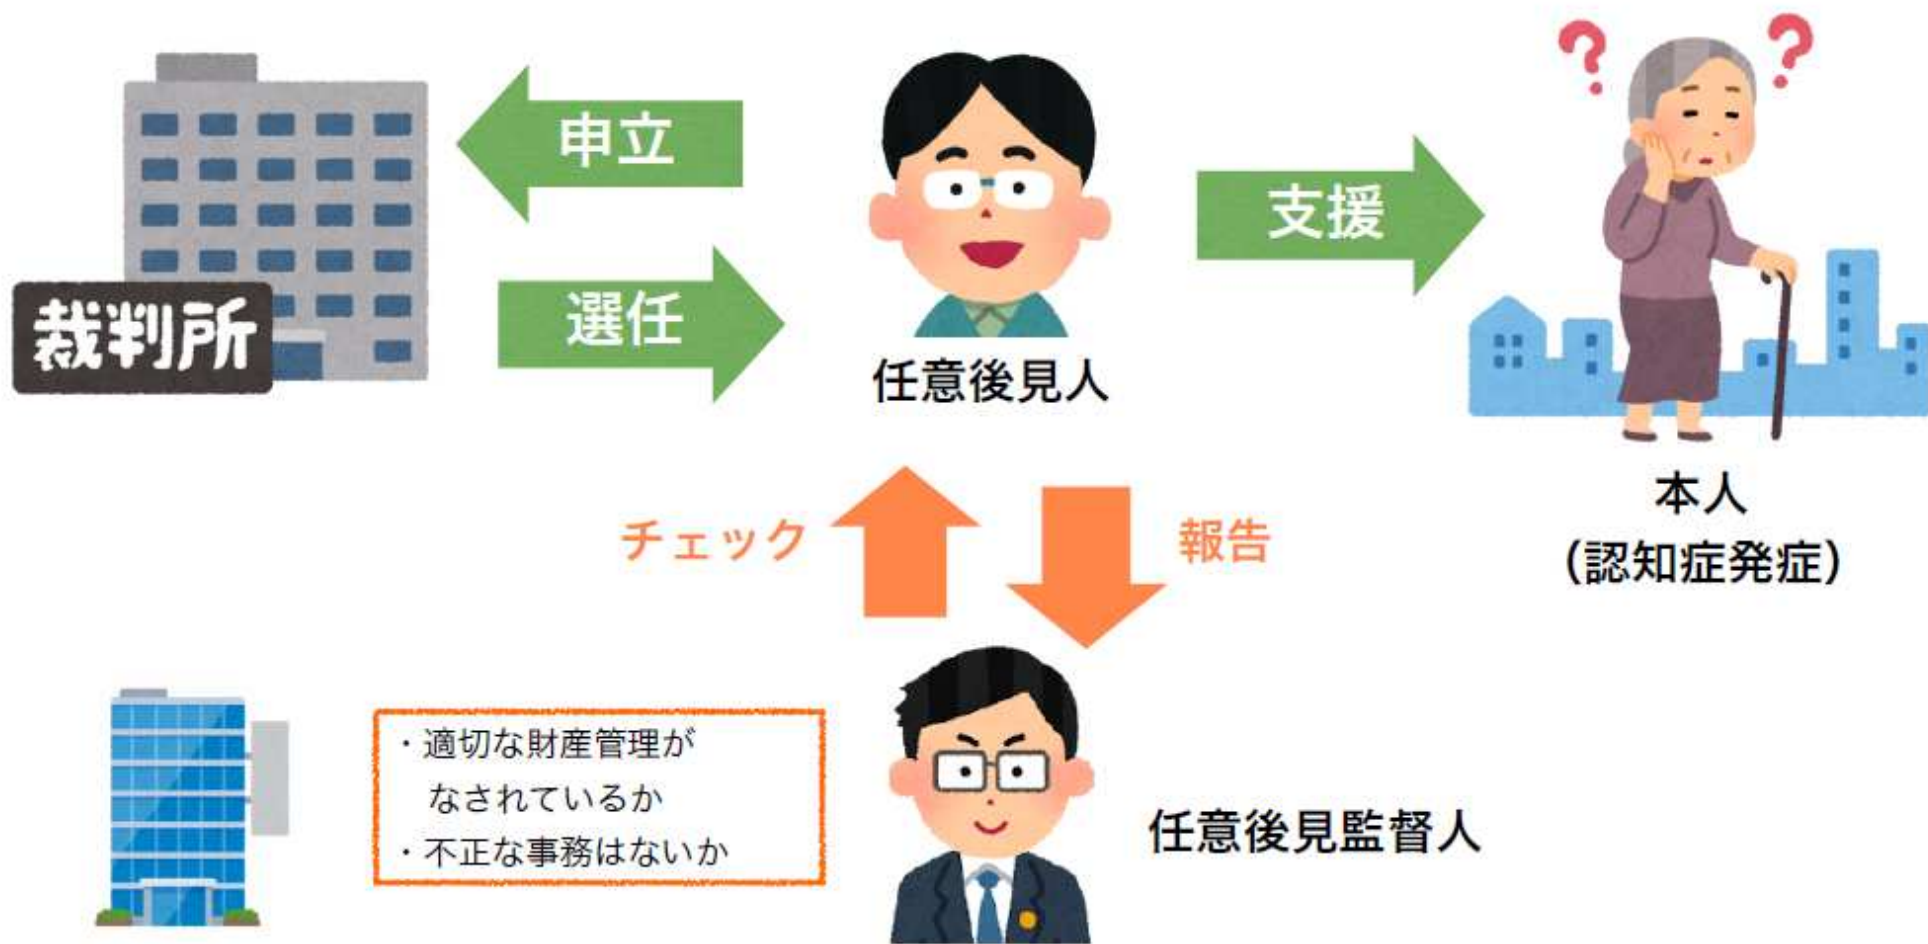 裁判所
申立
選任
任意後見人
支援
本人
（認知症発症）
チェック
報告
・適切な財産管理が
なされているか
・不正な事務はないか
任意後見監督人